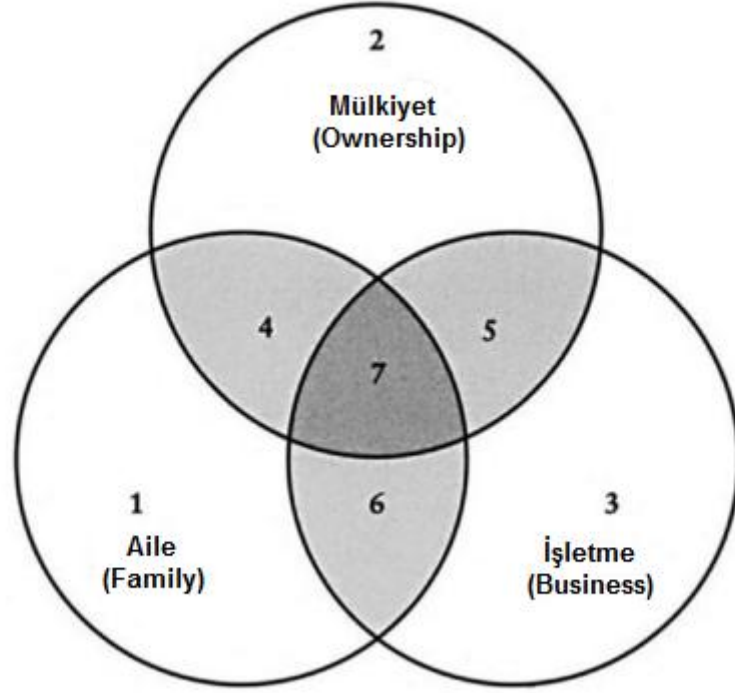 2
Mülkiyet
(Ownership)
4
5
7
1
6
3
Aile
(Family)
İşletme
(Business)